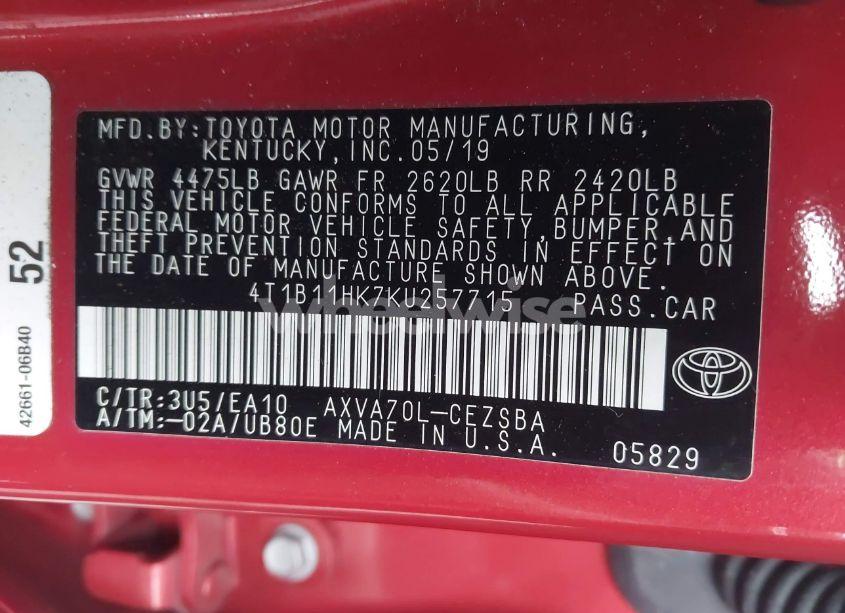 MFD.BY:TOYOTA MOTOR MANUFACTURING,
KENTUCKY,INC.05/19
GVWR 4475LB GAWR FR 2620LB RR 2420LB
THIS VEHICLE CONFORMS TO ALL APPLICABLE
FEDERAL MOTOR VEHICLE SAFETY,BUMPER,AND
THEFT PREVENTION STANDARDS IN EFFECT ON
THE DATE OF MANUFACTURE SHOWN ABOVE.
4T1B11HK7KU257715 PASS.CAR
C/TR:3U5/EA10 AXVA70L-CEZSBA
A/TM:-02A/UB80E MADE IN U.S.A.
05829
52
42661-06B40
wheelwise